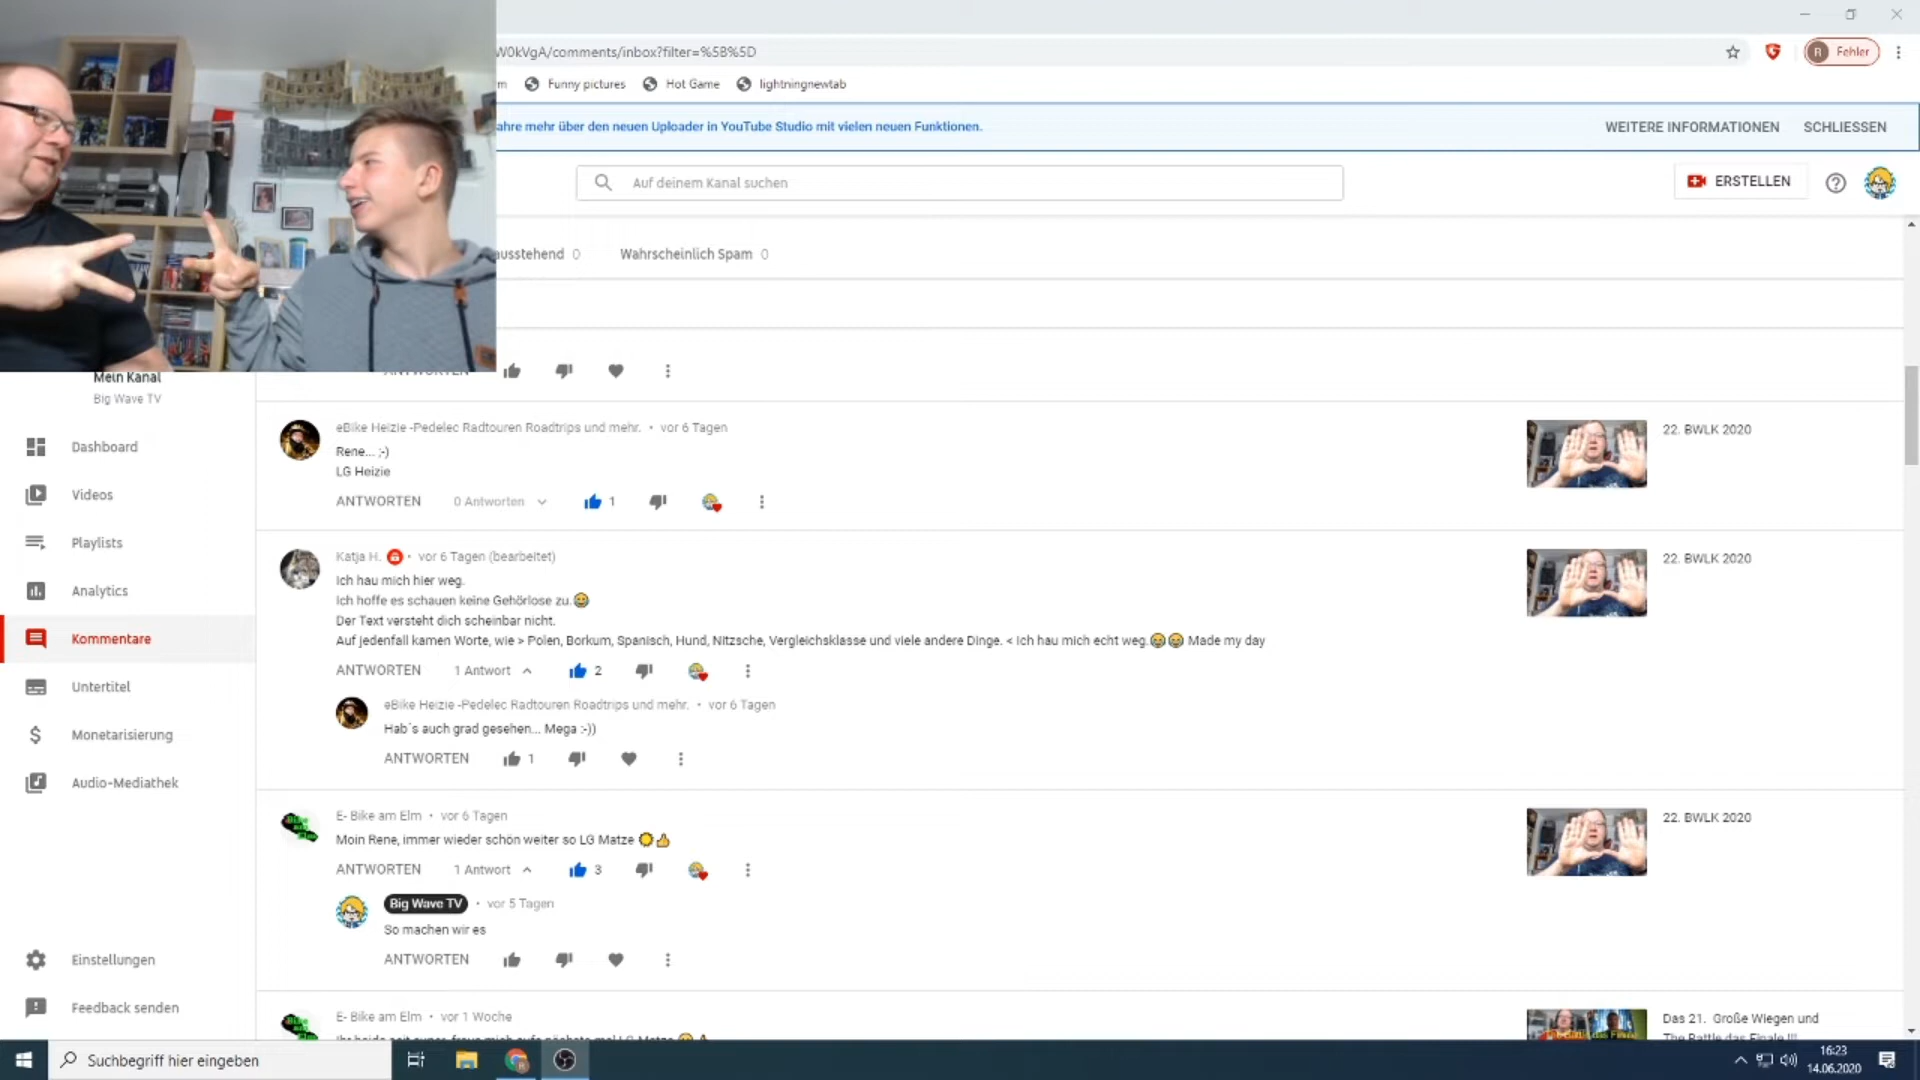 W0kVgA/comments/inbox?filter=%5B%5D
Fehler
Funny pictures
Hot Game
lightningnewtab
ahre mehr über den neuen Uploader in YouTube Studio mit vielen neuen Funktionen.
WEITERE INFORMATIONEN
SCHLIESSEN
Auf deinem Kanal suchen
ERSTELLEN
ausstehend 0
Wahrscheinlich Spam 0
ANTWORTEN
Mein Kanal
Big Wave TV
Dashboard
Videos
Playlists
Analytics
Kommentare
Untertitel
Monetarisierung
Audio-Mediathek
Einstellungen
Feedback senden
eBike Heizie -Pedelec Radtouren Roadtrips und mehr. • vor 6 Tagen
Rene... ;-)
LG Heizie
ANTWORTEN 0 Antworten 1
22. BWLK 2020
Katja H. • vor 6 Tagen (bearbeitet)
Ich hau mich hier weg.
Ich hoffe es schauen keine Gehörlose zu.😂
Der Text versteht dich scheinbar nicht.
Auf jedenfall kamen Worte, wie > Polen, Borkum, Spanisch, Hund, Nitzsche, Vergleichsklasse und viele andere Dinge. < Ich hau mich echt weg.😂😂 Made my day
ANTWORTEN 1 Antwort 2
22. BWLK 2020
eBike Heizie -Pedelec Radtouren Roadtrips und mehr. • vor 6 Tagen
Hab´s auch grad gesehen... Mega :-))
ANTWORTEN 1
E- Bike am Elm • vor 6 Tagen
Moin Rene, immer wieder schön weiter so LG Matze 🌞👍
ANTWORTEN 1 Antwort 3
22. BWLK 2020
Big Wave TV • vor 5 Tagen
So machen wir es
ANTWORTEN
E- Bike am Elm • vor 1 Woche
Das 21. Große Wiegen und
The Battle das Finale !!!
Suchbegriff hier eingeben
16:23
14.06.2020